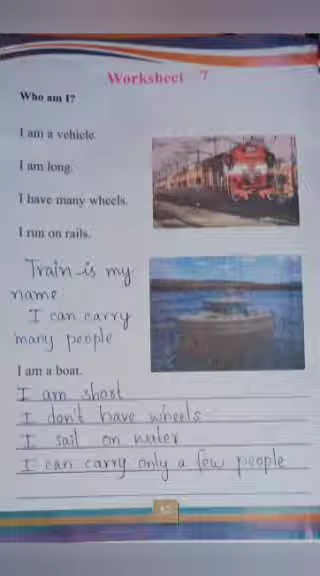 Worksheet 7
Who am I?
I am a vehicle.
I am long.
I have many wheels.
I run on rails.
Train is my
name
I can carry
many people
I am a boat.
I am short
I don't have wheels
I sail on water
I can carry only a few people